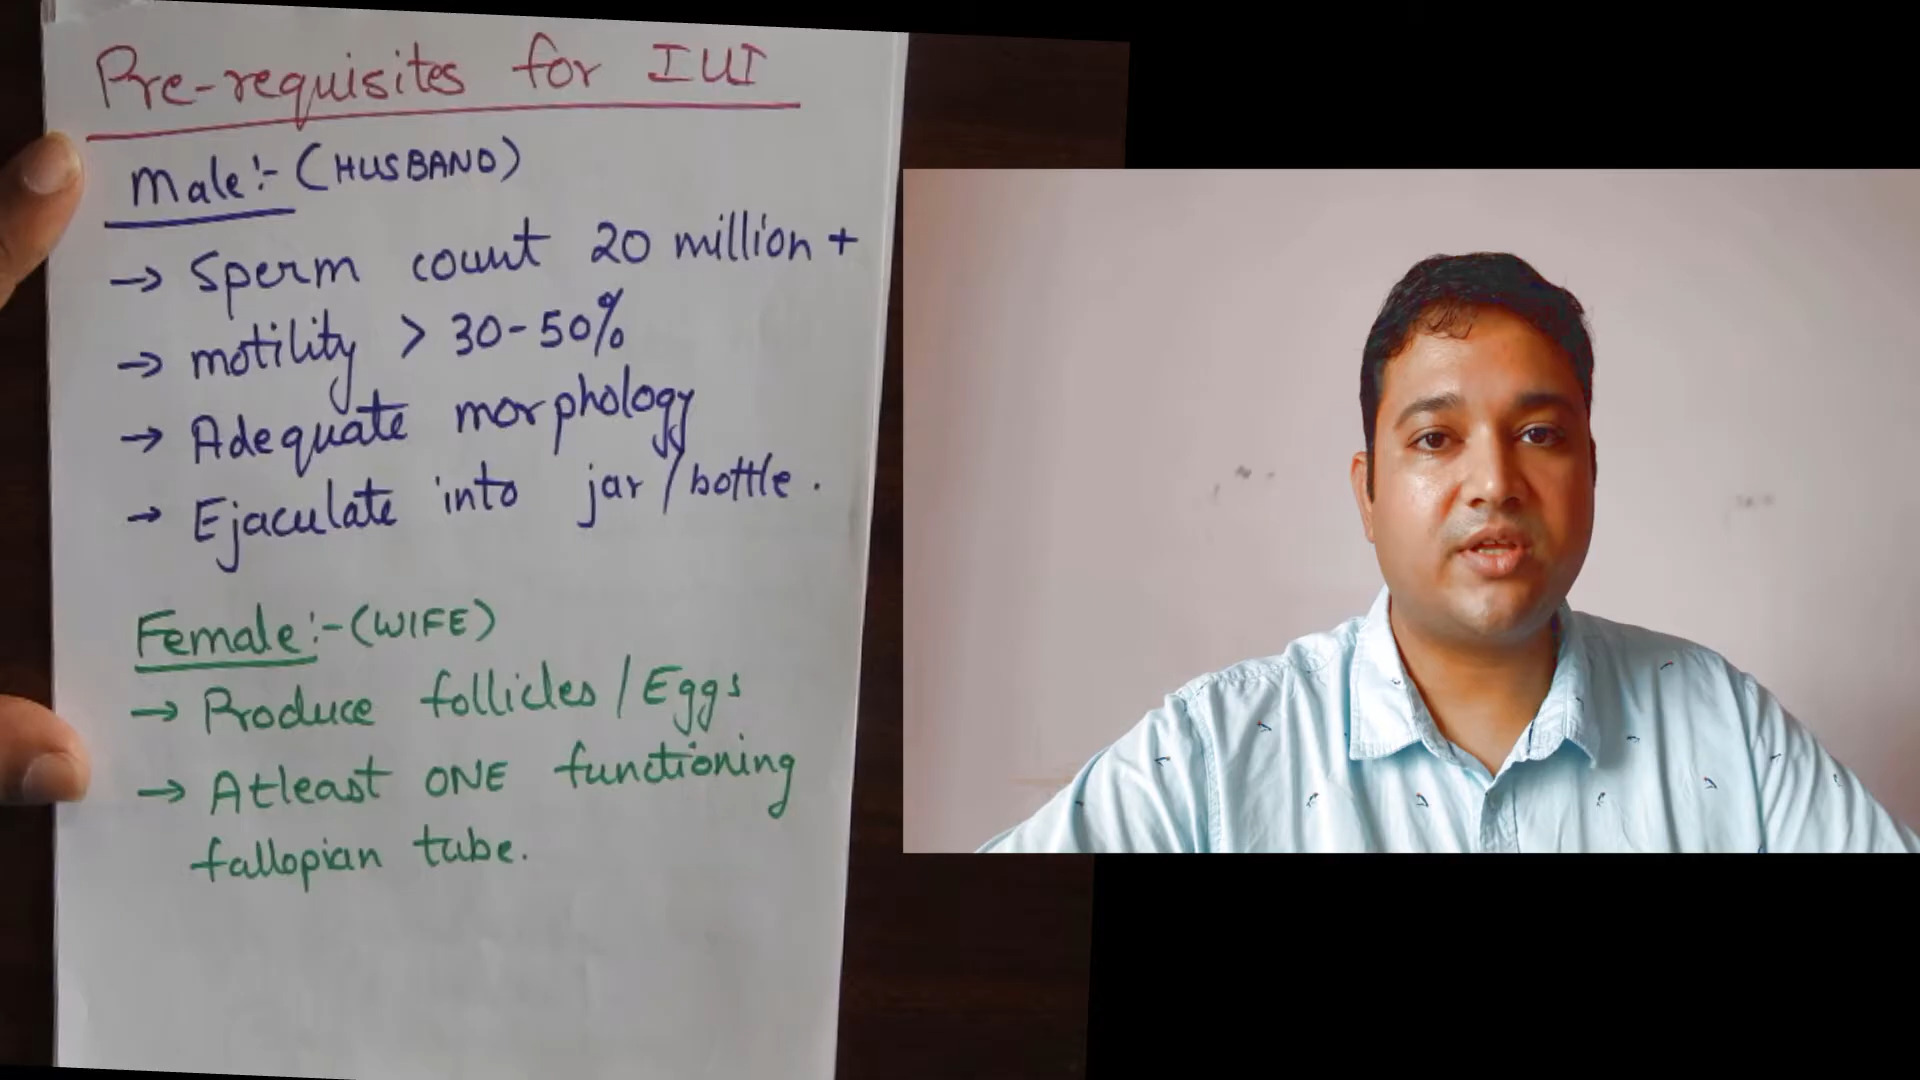 Pre-requisites for IUI
Male:- (HUSBAND)
→ Sperm count 20 million +
→ motility > 30-50%
→ Adequate morphology
→ Ejaculate into jar/bottle.
Female:- (WIFE)
→ Produce follicles/Eggs
→ Atleast ONE functioning
fallopian tube.